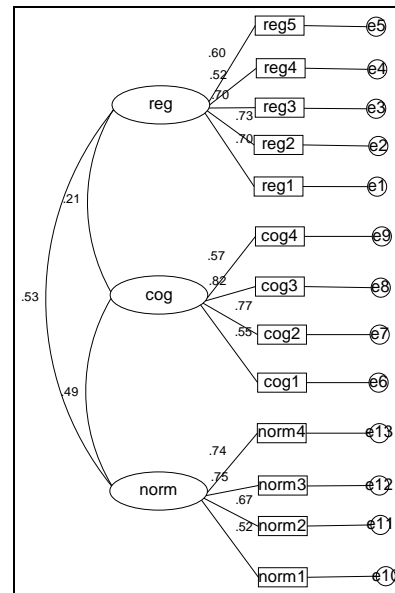 reg5 e5
.60
reg4 e4
.52
.70
reg reg3 e3
.73
reg2 e2
.70
reg1 e1
.21
cog4 e9
.57
.82
cog3 e8
.53 cog
.77
cog2 e7
.55
cog1 e6
.49
norm4 e13
.74
.75
norm3 e12
norm
.67
norm2 e11
.52
norm1 e10